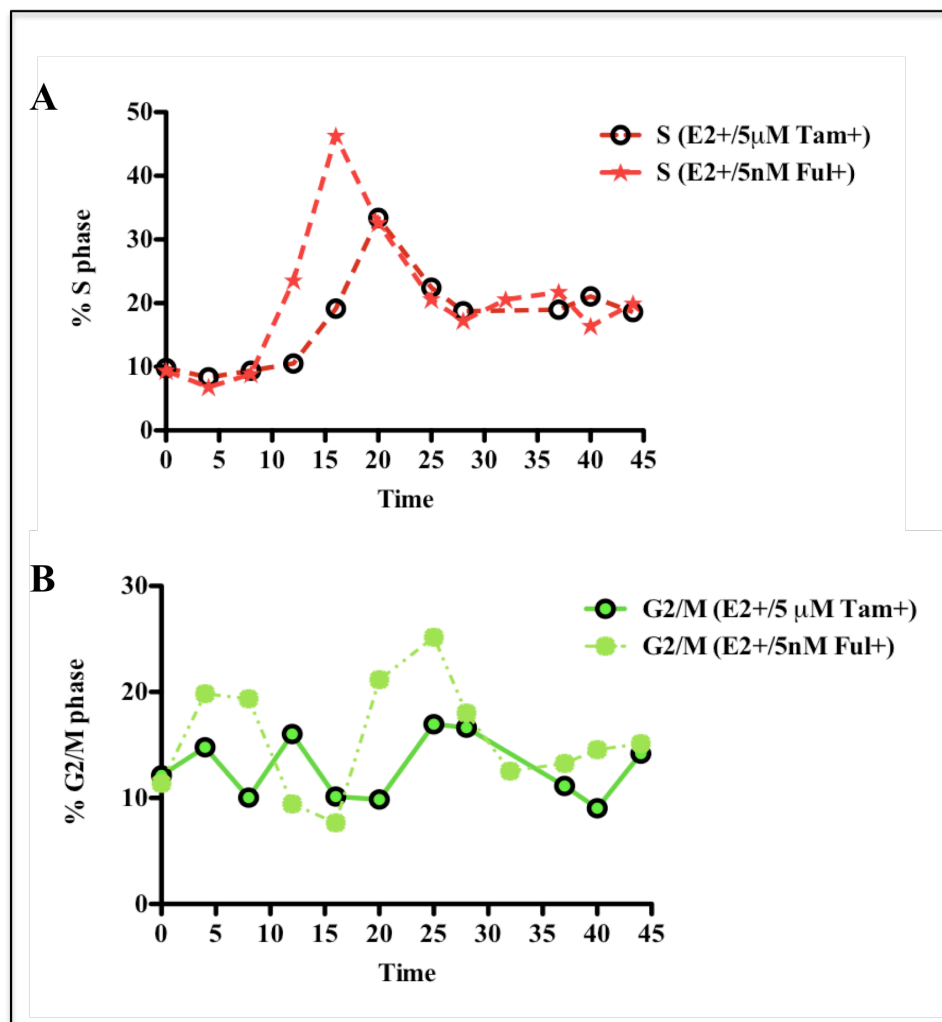 A
50
40
30
20
10
0
% S phase
0 5 10 15 20 25 30 35 40 45
Time
S (E2+/5μM Tam+)
S (E2+/5nM Ful+)
B
30
20
10
0
% G2/M phase
0 5 10 15 20 25 30 35 40 45
Time
G2/M (E2+/5 μM Tam+)
G2/M (E2+/5nM Ful+)